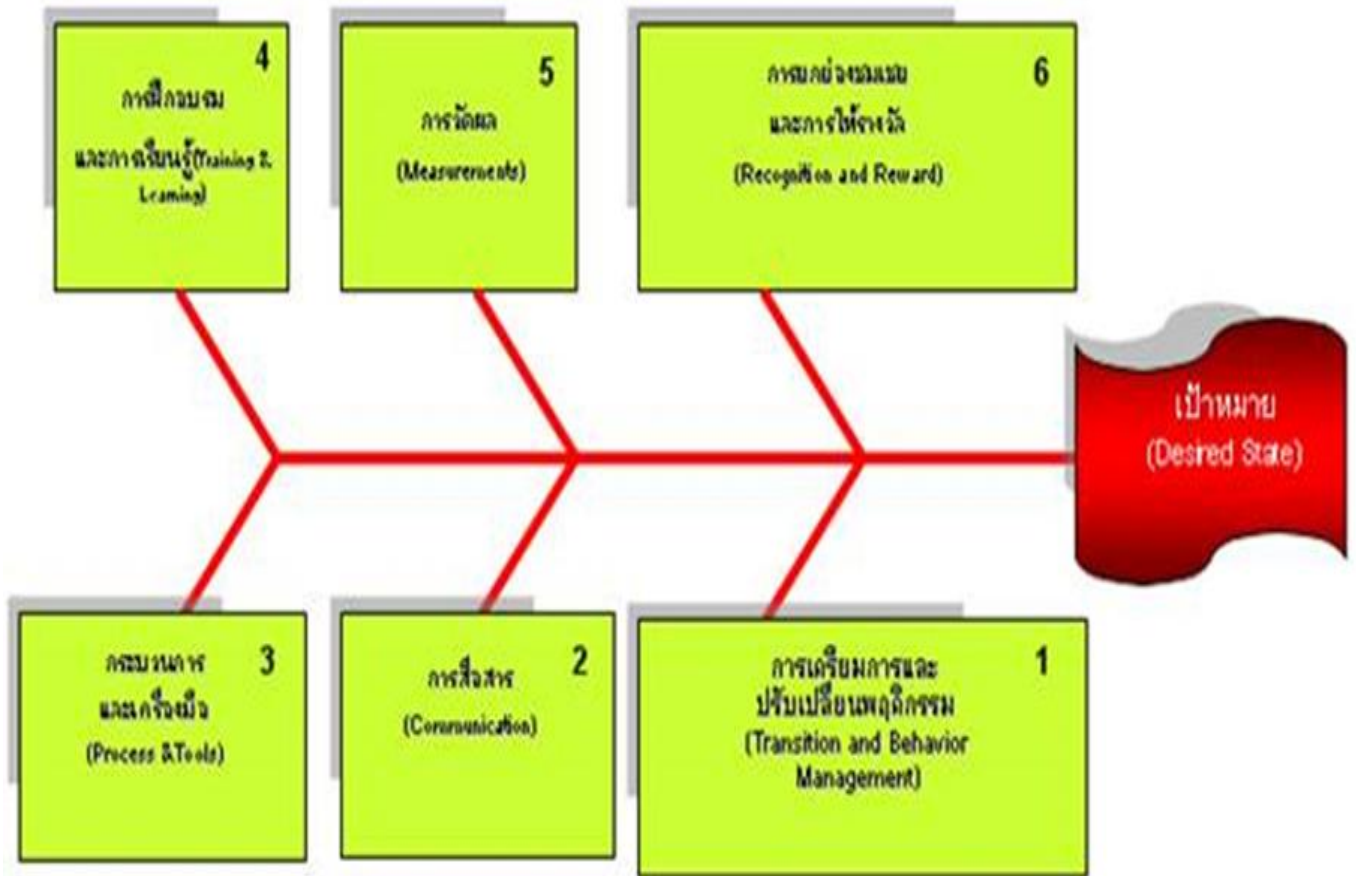 4
การฝึกอบรม
และการเรียนรู้(Training &
Learning)
5
การวัดผล
(Measurements)
6
การยกย่องชมเชย
และการให้รางวัล
(Recognition and Reward)
เป้าหมาย
(Desired State)
3
กระบวนการ
และเครื่องมือ
(Process &Tools)
2
การสื่อสาร
(Communication)
1
การเตรียมการและ
ปรับเปลี่ยนพฤติกรรม
(Transition and Behavior
Management)